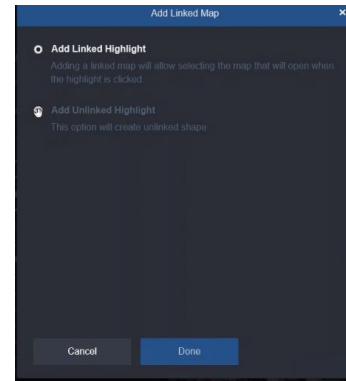 Add Linked Map
×
Add Linked Highlight
Adding a linked map will allow selecting the map that will open when
the highlight is clicked
Add Unlinked Highlight
This option will create unlinked shape
Cancel
Done